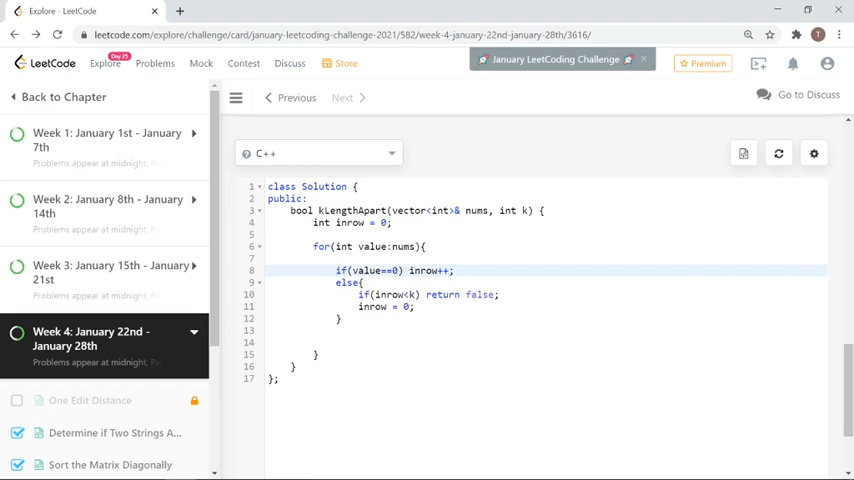 Explore - LeetCode
leetcode.com/explore/challenge/card/january-leetcoding-challenge-2021/582/week-4-january-22nd-january-28th/3616/
T
LeetCode
Explore
Day 25
Problems
Mock
Contest
Discuss
Store
January LeetCoding Challenge
Premium
Back to Chapter
Previous
Next
Go to Discuss
Week 1: January 1st - January
7th
Problems appear at midnight, Pa
Week 2: January 8th - January
14th
Problems appear at midnight, Pa
Week 3: January 15th - January
21st
Problems appear at midnight, Pa
Week 4: January 22nd -
January 28th
Problems appear at midnight, Pa
One Edit Distance
Determine if Two Strings A...
Sort the Matrix Diagonally
C++
1 class Solution {
2 public:
3 bool kLengthApart(vector<int>& nums, int k) {
4 int inrow = 0;
5
6 for(int value:nums){
7
8 if(value==0) inrow++;
9 else{
10 if(inrow<k) return false;
11 inrow = 0;
12 }
13
14
15 }
16 }
17 };